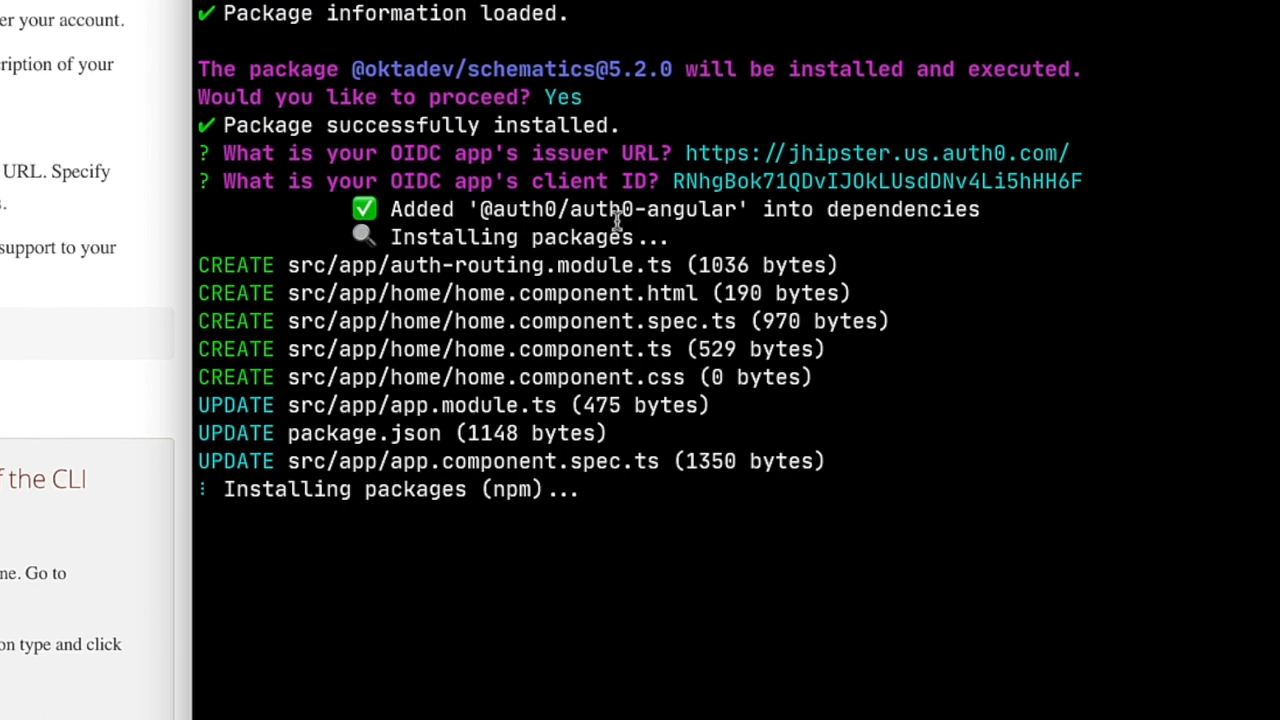 er your account.
ription of your
URL. Specify
s.
support to your
f the CLI
ne. Go to
on type and click
✔ Package information loaded.
The package @oktadev/schematics@5.2.0 will be installed and executed.
Would you like to proceed? Yes
✔ Package successfully installed.
? What is your OIDC app's issuer URL? https://jhipster.us.auth0.com/
? What is your OIDC app's client ID? RNhgBok71QDvIJOkLUsdDNv4Li5hHH6F
✅ Added '@auth0/auth0-angular' into dependencies
🔍 Installing packages...
CREATE src/app/auth-routing.module.ts (1036 bytes)
CREATE src/app/home/home.component.html (190 bytes)
CREATE src/app/home/home.component.spec.ts (970 bytes)
CREATE src/app/home/home.component.ts (529 bytes)
CREATE src/app/home/home.component.css (0 bytes)
UPDATE src/app/app.module.ts (475 bytes)
UPDATE package.json (1148 bytes)
UPDATE src/app/app.component.spec.ts (1350 bytes)
⫶ Installing packages (npm)...